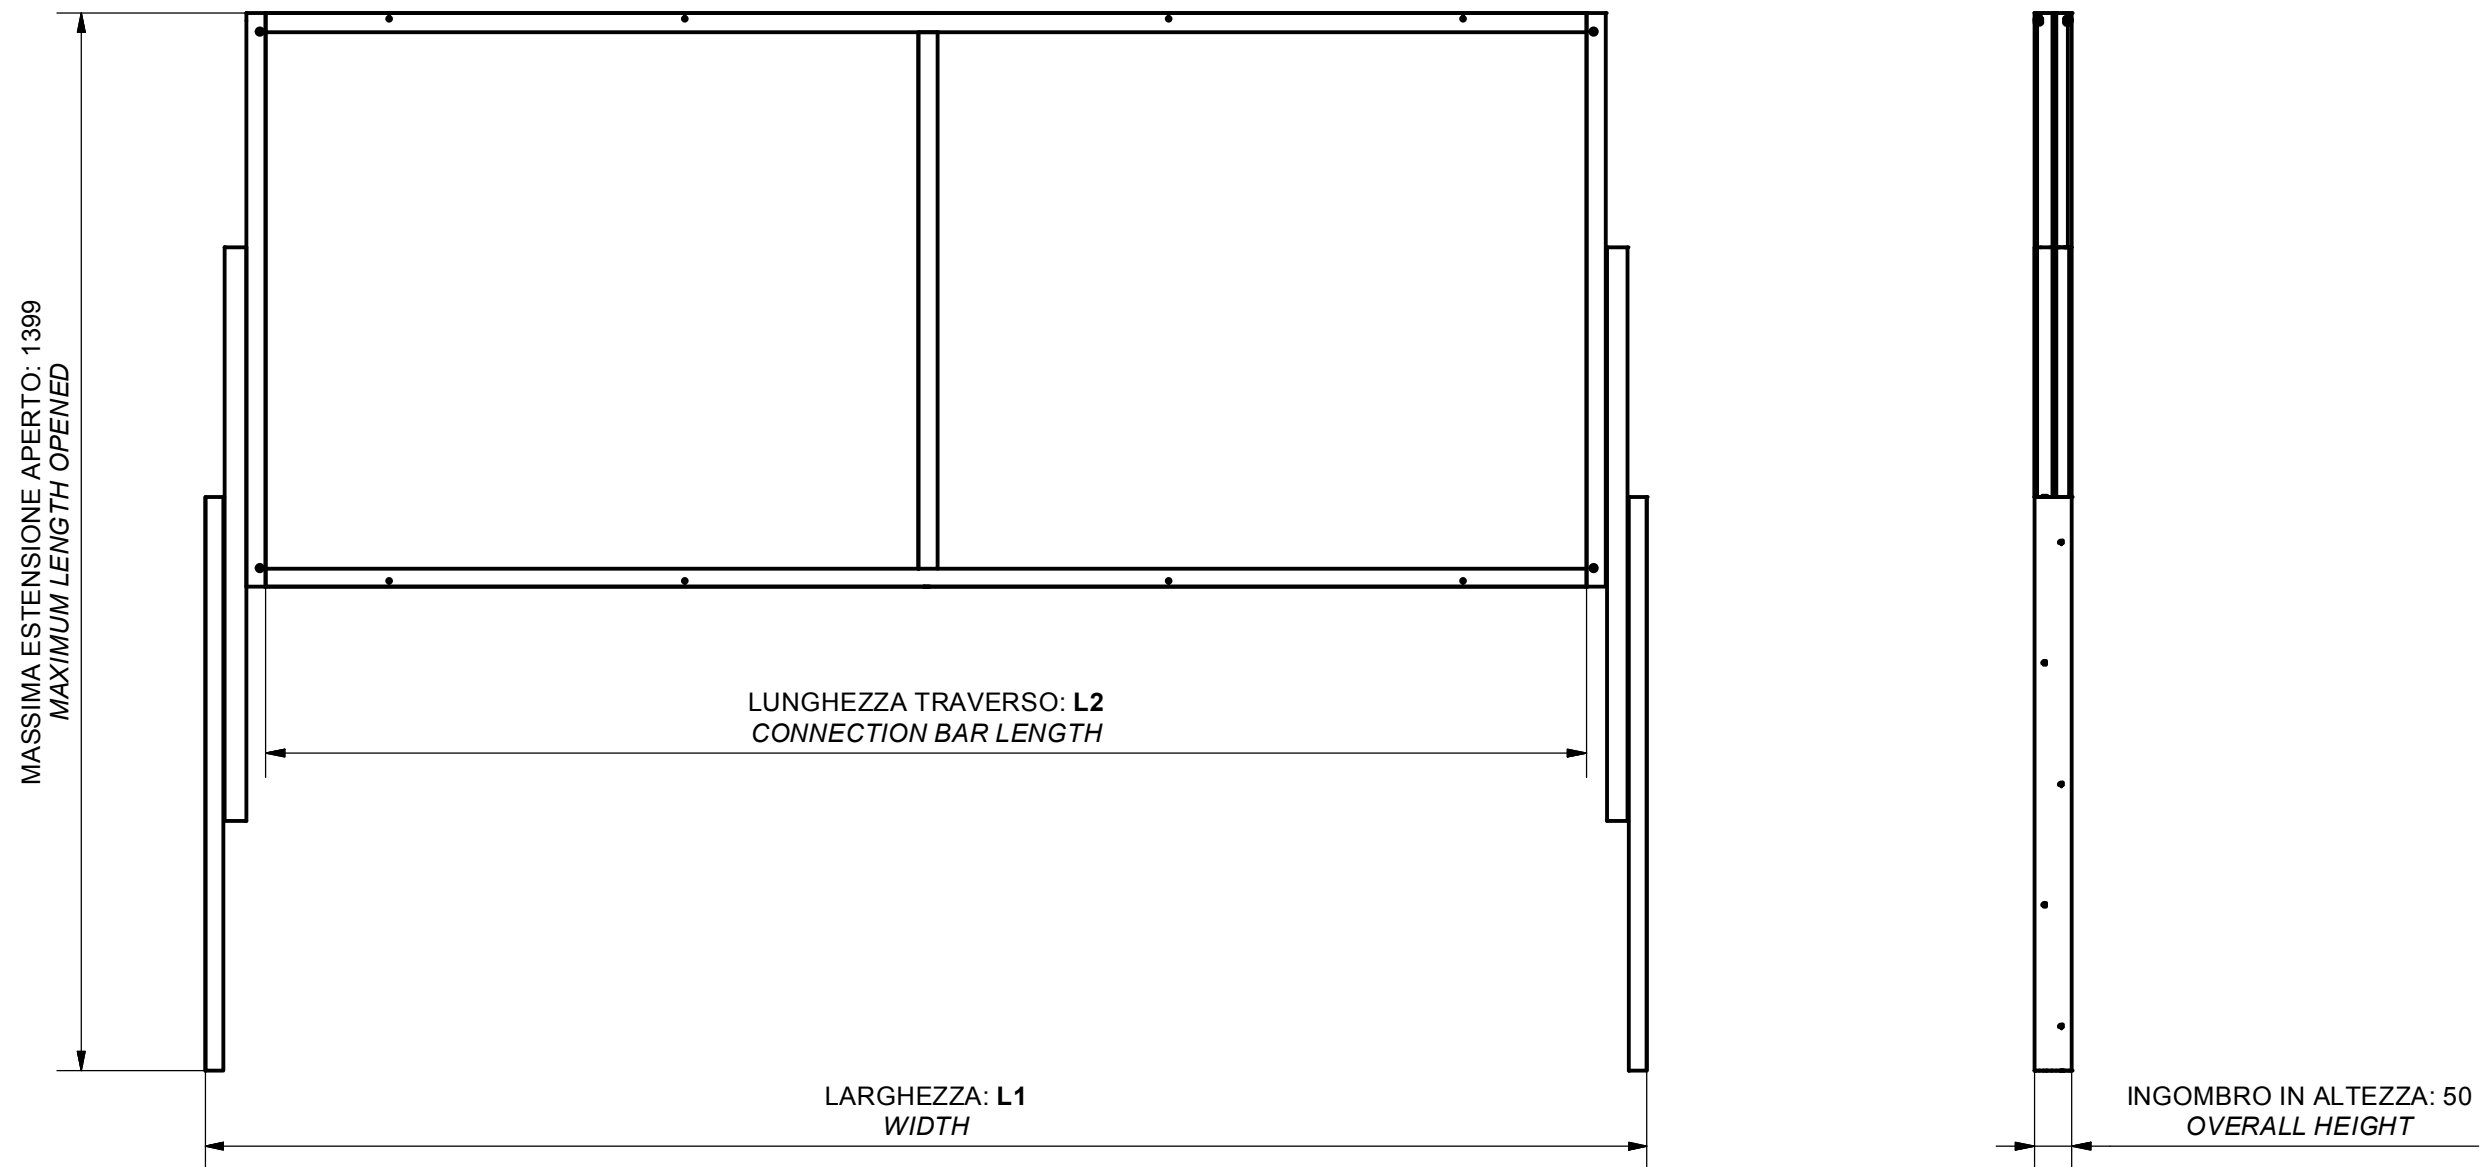 MASSIMA ESTENSIONE APERTO: 1399
MAXIMUM LENGTH OPENED
LUNGHEZZA TRAVERSO: L2
CONNECTION BAR LENGTH
LARGHEZZA: L1
WIDTH
INGOMBRO IN ALTEZZA: 50
OVERALL HEIGHT